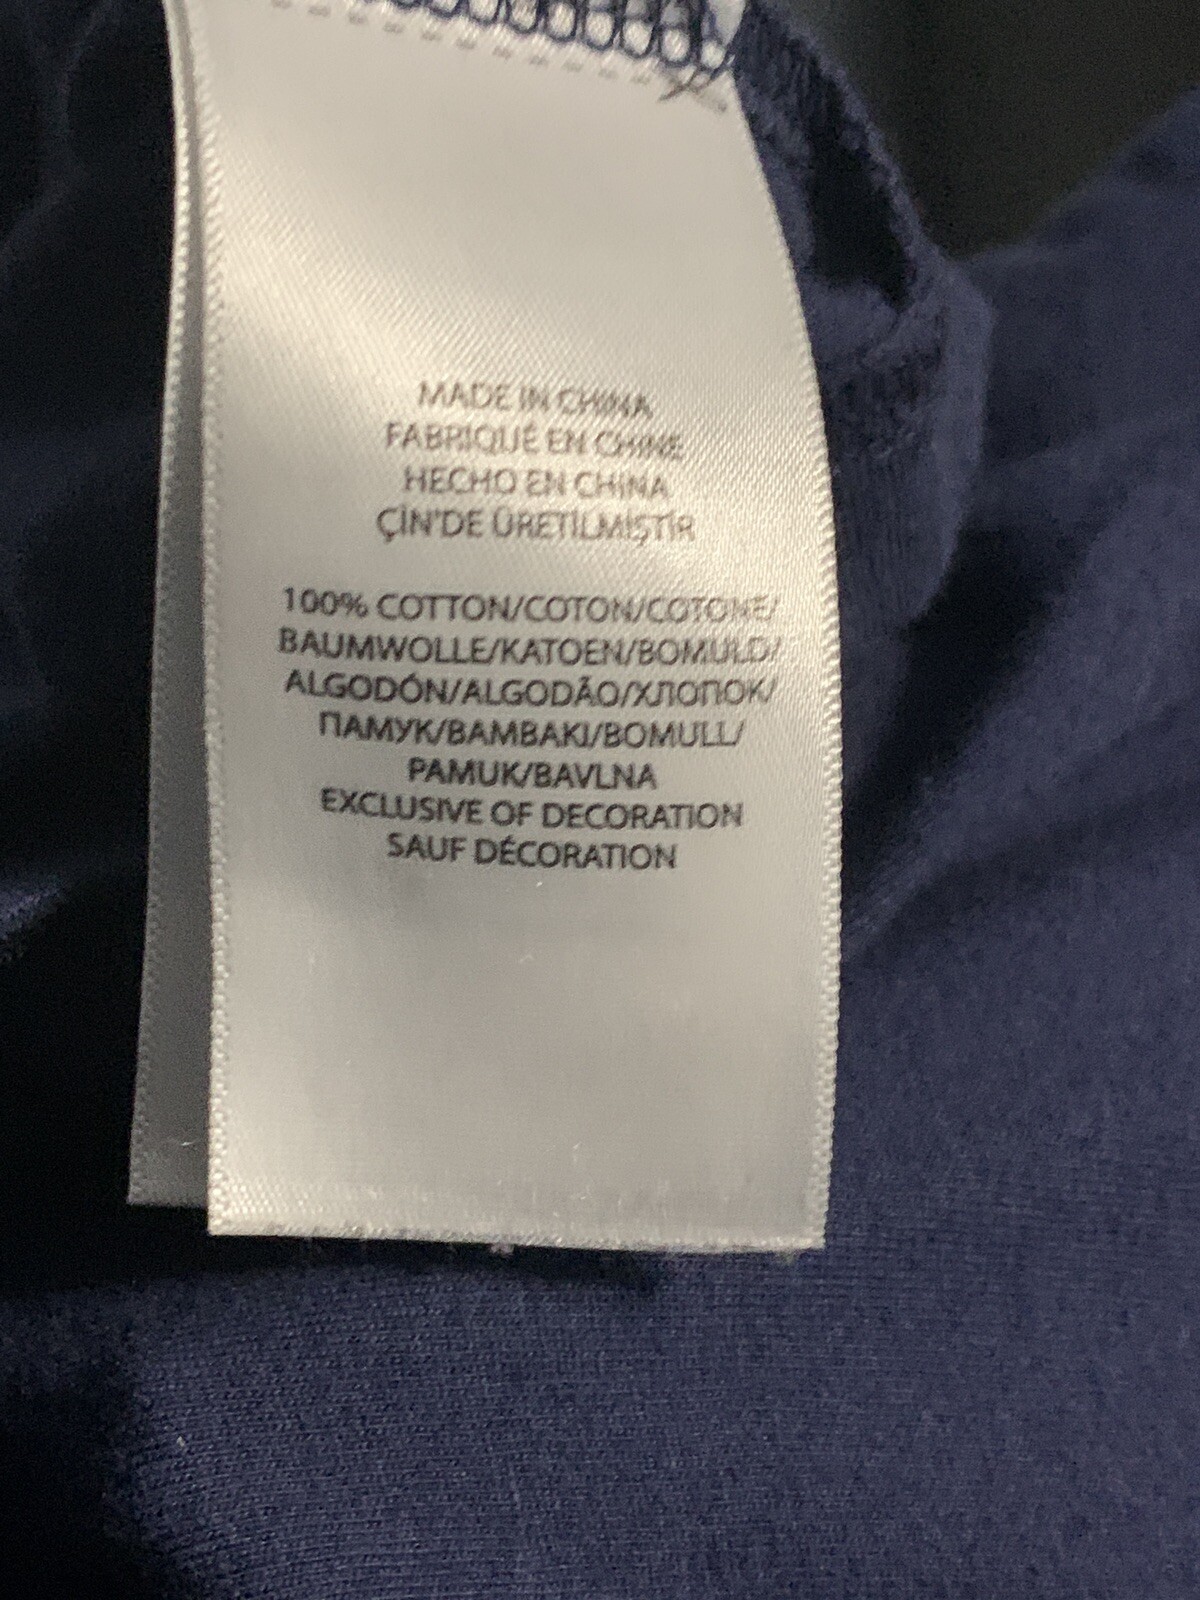 MADE IN CHINA
FABRIQUÉ EN CHINE
HECHO EN CHINA
ÇİN'DE ÜRETİLMİŞTİR
100% COTTON/COTON/COTONE/
BAUMWOLLE/KATOEN/BOMULD/
ALGODÓN/ALGODÃO/ХЛОПОК/
ПАМУК/BAMBAKI/BOMULL/
PAMUK/BAVLNA
EXCLUSIVE OF DECORATION
SAUF DÉCORATION